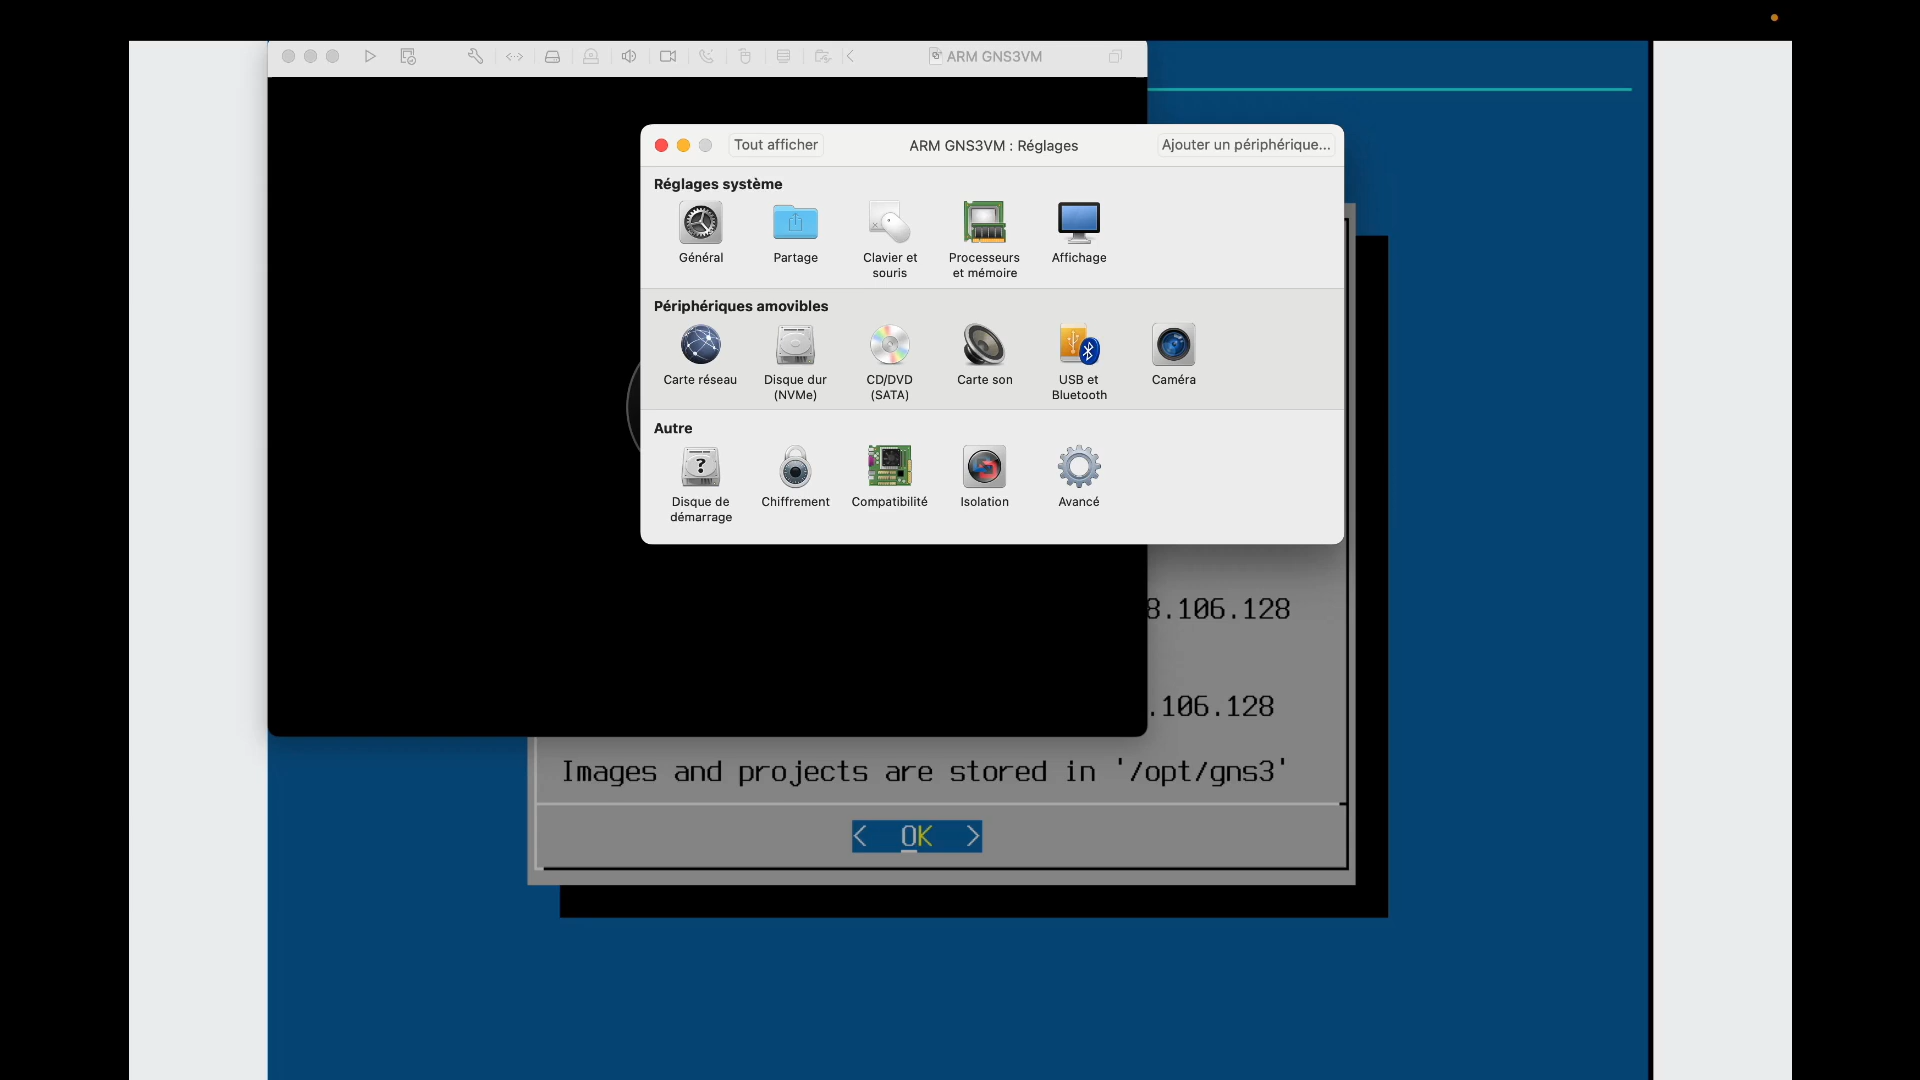 ARM GNS3VM
Tout afficher
ARM GNS3VM : Réglages
Ajouter un périphérique...
Réglages système
Général
Partage
Clavier et
souris
Processeurs
et mémoire
Affichage
Périphériques amovibles
Carte réseau
Disque dur
(NVMe)
CD/DVD
(SATA)
Carte son
USB et
Bluetooth
Caméra
Autre
?
Disque de
démarrage
Chiffrement
Compatibilité
Isolation
Avancé
8.106.128
.106.128
Images and projects are stored in '/opt/gns3'
< OK >